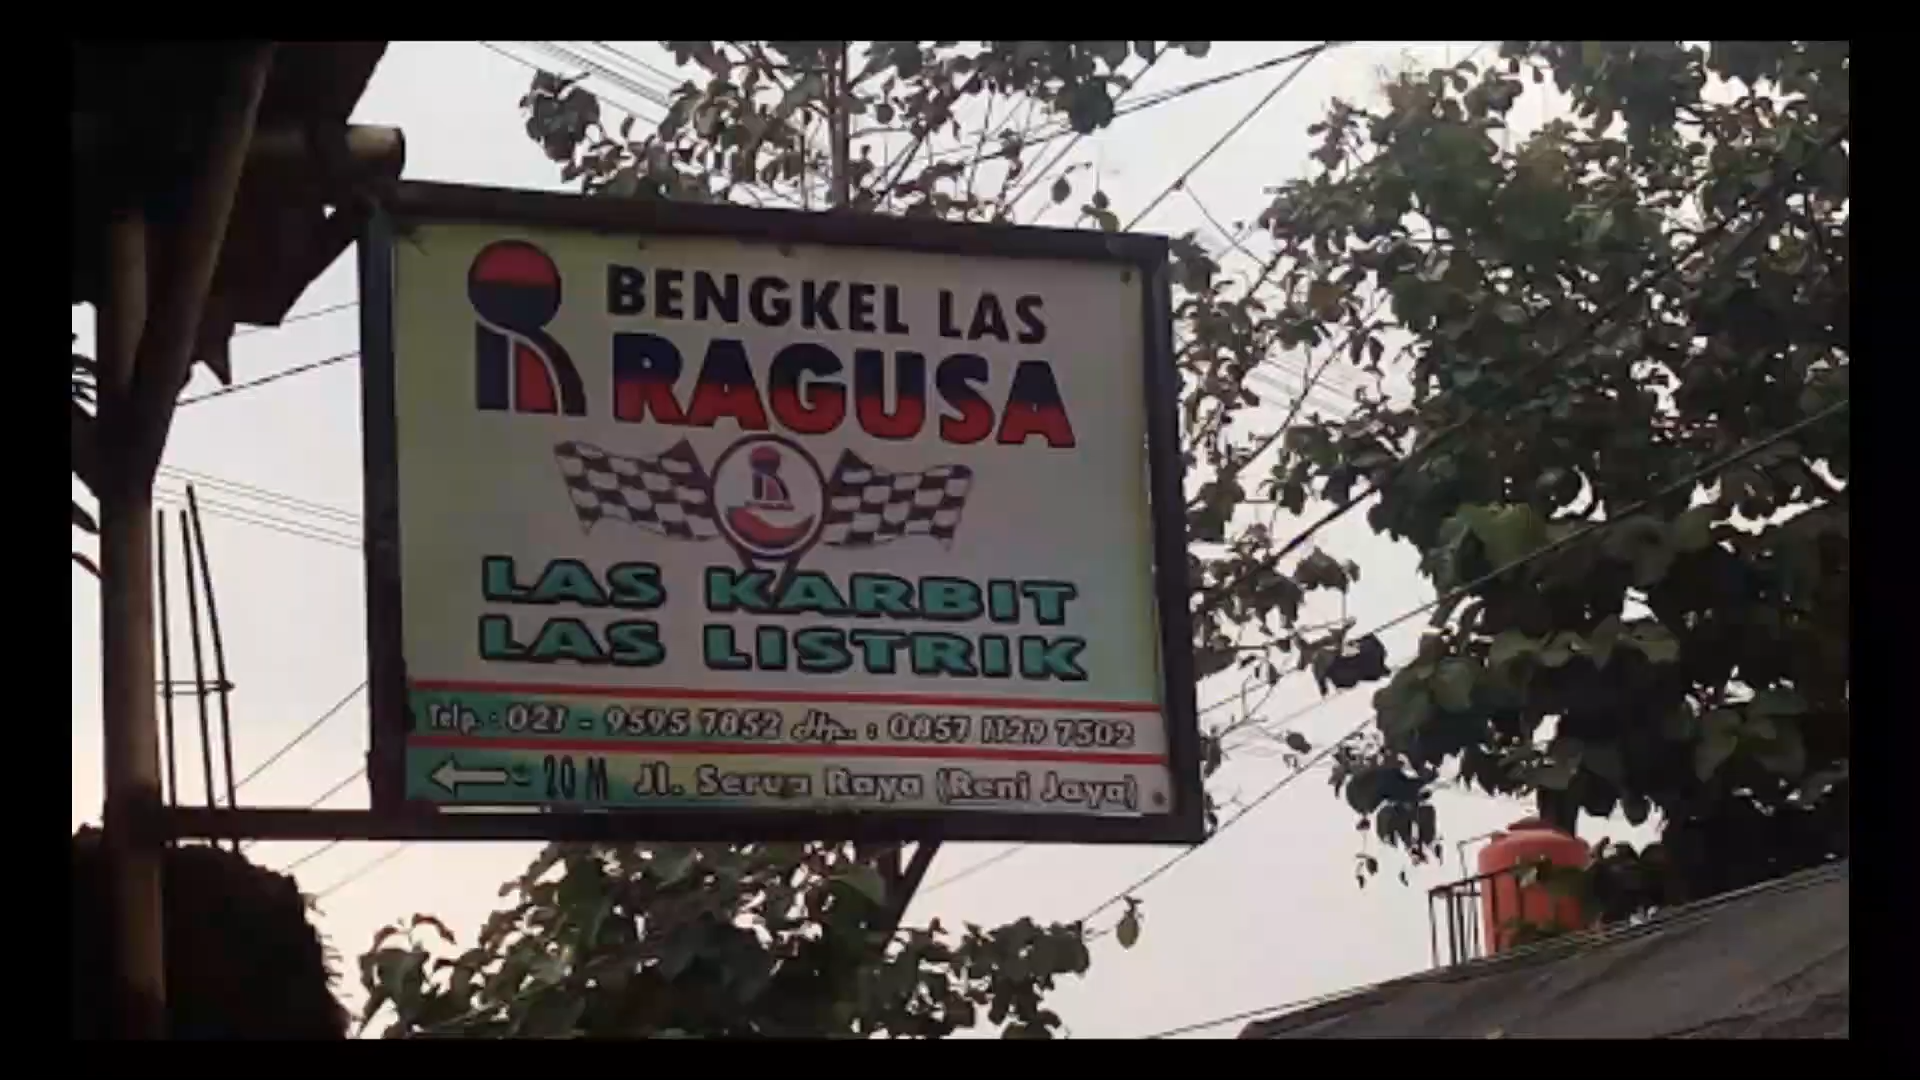 BENGKEL LAS
RAGUSA
LAS KARBIT
LAS LISTRIK
Telp. : 021 - 9595 7852 Hp. : 0857 1129 7502
20 M Jl. Serua Raya (Reni Jaya)